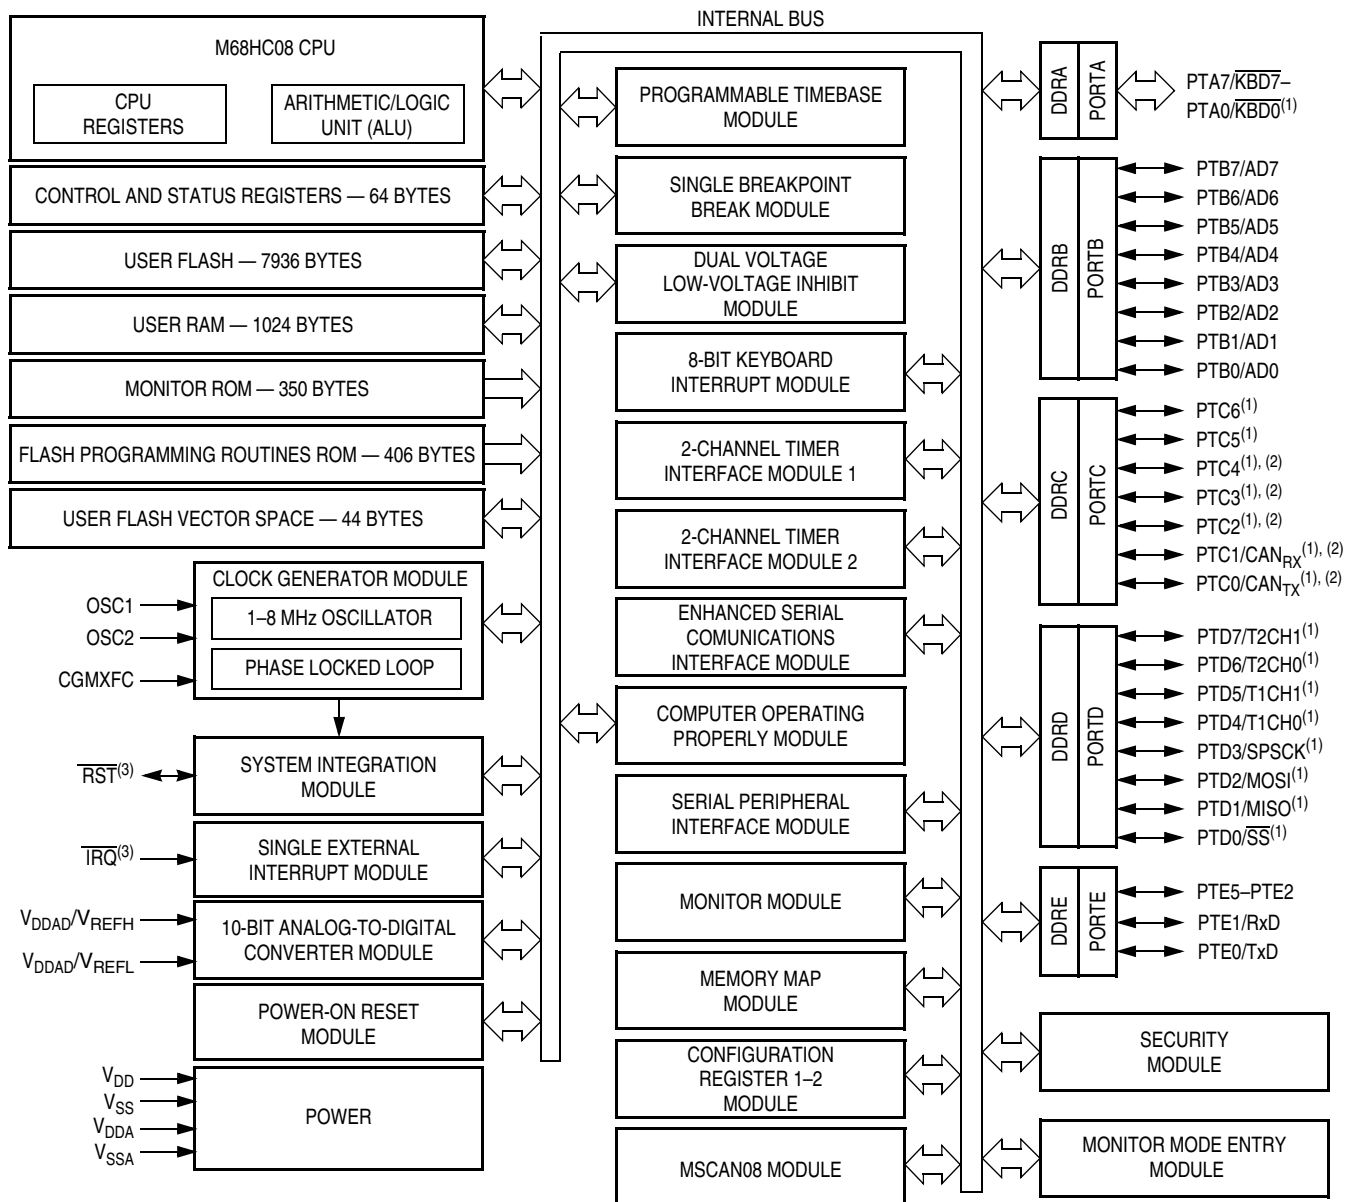 INTERNAL BUS
M68HC08 CPU
CPU
REGISTERS
ARITHMETIC/LOGIC
UNIT (ALU)
CONTROL AND STATUS REGISTERS — 64 BYTES
USER FLASH — 7936 BYTES
USER RAM — 1024 BYTES
MONITOR ROM — 350 BYTES
FLASH PROGRAMMING ROUTINES ROM — 406 BYTES
USER FLASH VECTOR SPACE — 44 BYTES
CLOCK GENERATOR MODULE
1–8 MHz OSCILLATOR
PHASE LOCKED LOOP
OSC1
OSC2
CGMXFC
SYSTEM INTEGRATION
MODULE
RST(3)
SINGLE EXTERNAL
INTERRUPT MODULE
IRQ(3)
10-BIT ANALOG-TO-DIGITAL
CONVERTER MODULE
VDDAD/VREFH
VDDAD/VREFL
POWER-ON RESET
MODULE
POWER
VDD
VSS
VDDA
VSSA
PROGRAMMABLE TIMEBASE
MODULE
SINGLE BREAKPOINT
BREAK MODULE
DUAL VOLTAGE
LOW-VOLTAGE INHIBIT
MODULE
8-BIT KEYBOARD
INTERRUPT MODULE
2-CHANNEL TIMER
INTERFACE MODULE 1
2-CHANNEL TIMER
INTERFACE MODULE 2
ENHANCED SERIAL
COMUNICATIONS
INTERFACE MODULE
COMPUTER OPERATING
PROPERLY MODULE
SERIAL PERIPHERAL
INTERFACE MODULE
MONITOR MODULE
MEMORY MAP
MODULE
CONFIGURATION
REGISTER 1–2
MODULE
MSCAN08 MODULE
DDRA
PORTA
PTA7/KBD7–
PTA0/KBD0(1)
DDRB
PORTB
PTB7/AD7
PTB6/AD6
PTB5/AD5
PTB4/AD4
PTB3/AD3
PTB2/AD2
PTB1/AD1
PTB0/AD0
DDRC
PORTC
PTC6(1)
PTC5(1)
PTC4(1), (2)
PTC3(1), (2)
PTC2(1), (2)
PTC1/CANRX(1), (2)
PTC0/CANTX(1), (2)
DDRD
PORTD
PTD7/T2CH1(1)
PTD6/T2CH0(1)
PTD5/T1CH1(1)
PTD4/T1CH0(1)
PTD3/SPSCK(1)
PTD2/MOSI(1)
PTD1/MISO(1)
PTD0/SS(1)
DDRE
PORTE
PTE5–PTE2
PTE1/RxD
PTE0/TxD
SECURITY
MODULE
MONITOR MODE ENTRY
MODULE